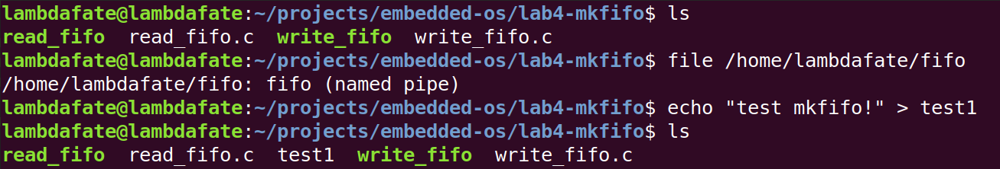 lambdafate@lambdafate:~/projects/embedded-os/lab4-mkfifo$ ls
read_fifo  read_fifo.c  write_fifo  write_fifo.c
lambdafate@lambdafate:~/projects/embedded-os/lab4-mkfifo$ file /home/lambdafate/fifo
/home/lambdafate/fifo: fifo (named pipe)
lambdafate@lambdafate:~/projects/embedded-os/lab4-mkfifo$ echo "test mkfifo!" > test1
lambdafate@lambdafate:~/projects/embedded-os/lab4-mkfifo$ ls
read_fifo  read_fifo.c  test1  write_fifo  write_fifo.c